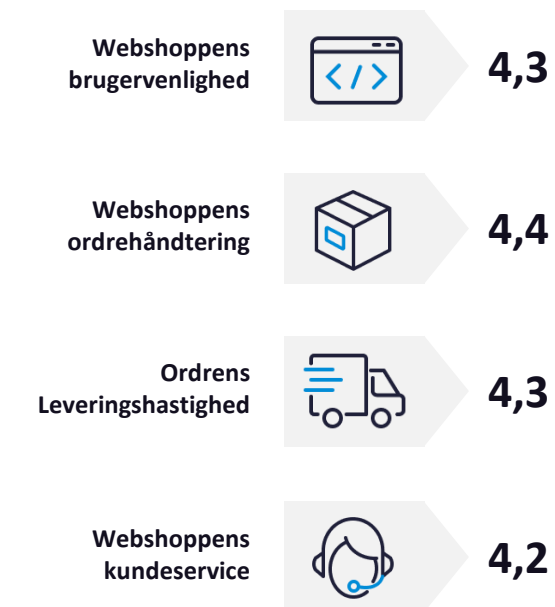 Webshoppens
brugervenlighed
4,3
Webshoppens
ordrehåndtering
4,4
Ordrens
Leveringshastighed
4,3
Webshoppens
kundeservice
4,2